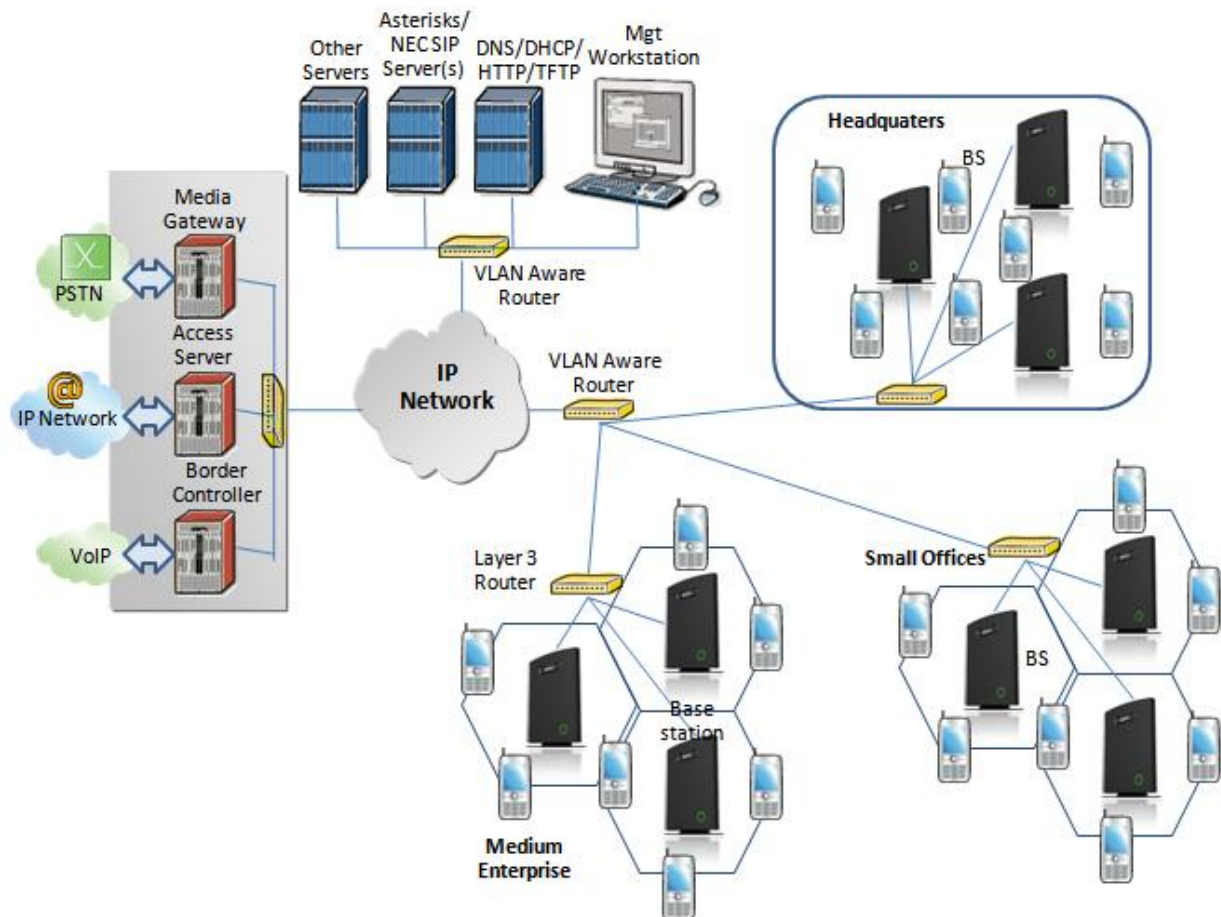 Other
Servers
Asterisks/
NEC SIP
Server(s)
DNS/DHCP/
HTTP/TFTP
Mgt
Workstation
Headquaters
BS
Media
Gateway
PSTN
VLAN Aware
Router
Access
Server
@
IP Network
IP
Network
VLAN Aware
Router
Border
Controller
VoIP
Layer 3
Router
Small Offices
BS
Base
station
Medium
Enterprise